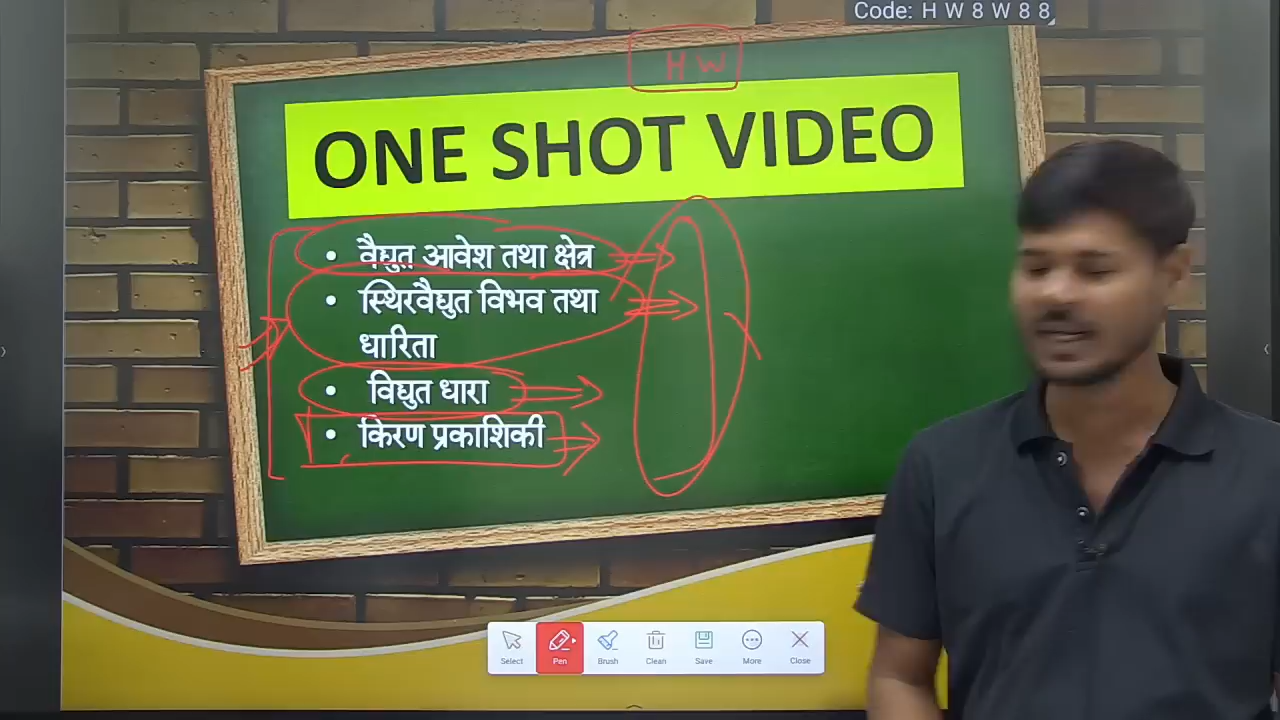 Code: H W 8 W 8 8
H W
ONE SHOT VIDEO
• वैद्युत आवेश तथा क्षेत्र
• स्थिरवैद्युत विभव तथा
धारिता
• विद्युत धारा
• किरण प्रकाशिकी
Select Pen Brush Clean Save More Close